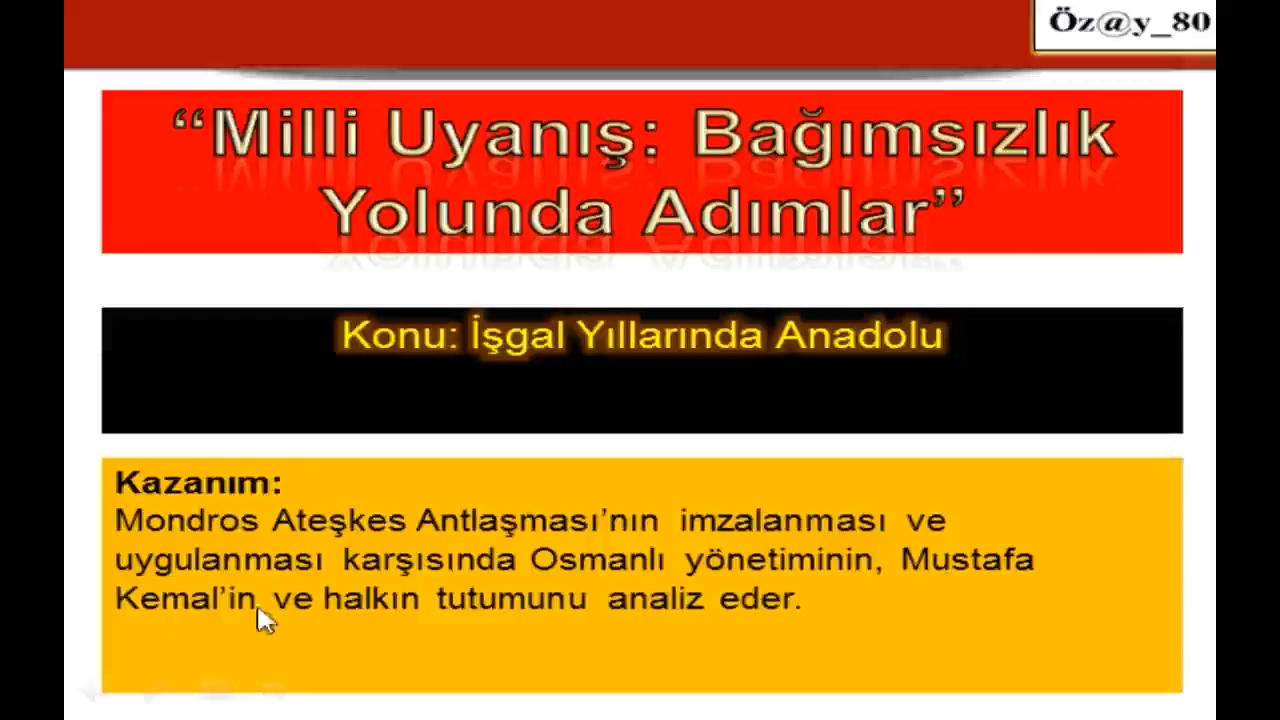 Öz@y_80
“Milli Uyanış: Bağımsızlık
Yolunda Adımlar”
Konu: İşgal Yıllarında Anadolu
Kazanım:
Mondros Ateşkes Antlaşması’nın imzalanması ve
uygulanması karşısında Osmanlı yönetiminin, Mustafa
Kemal’in, ve halkın tutumunu analiz eder.